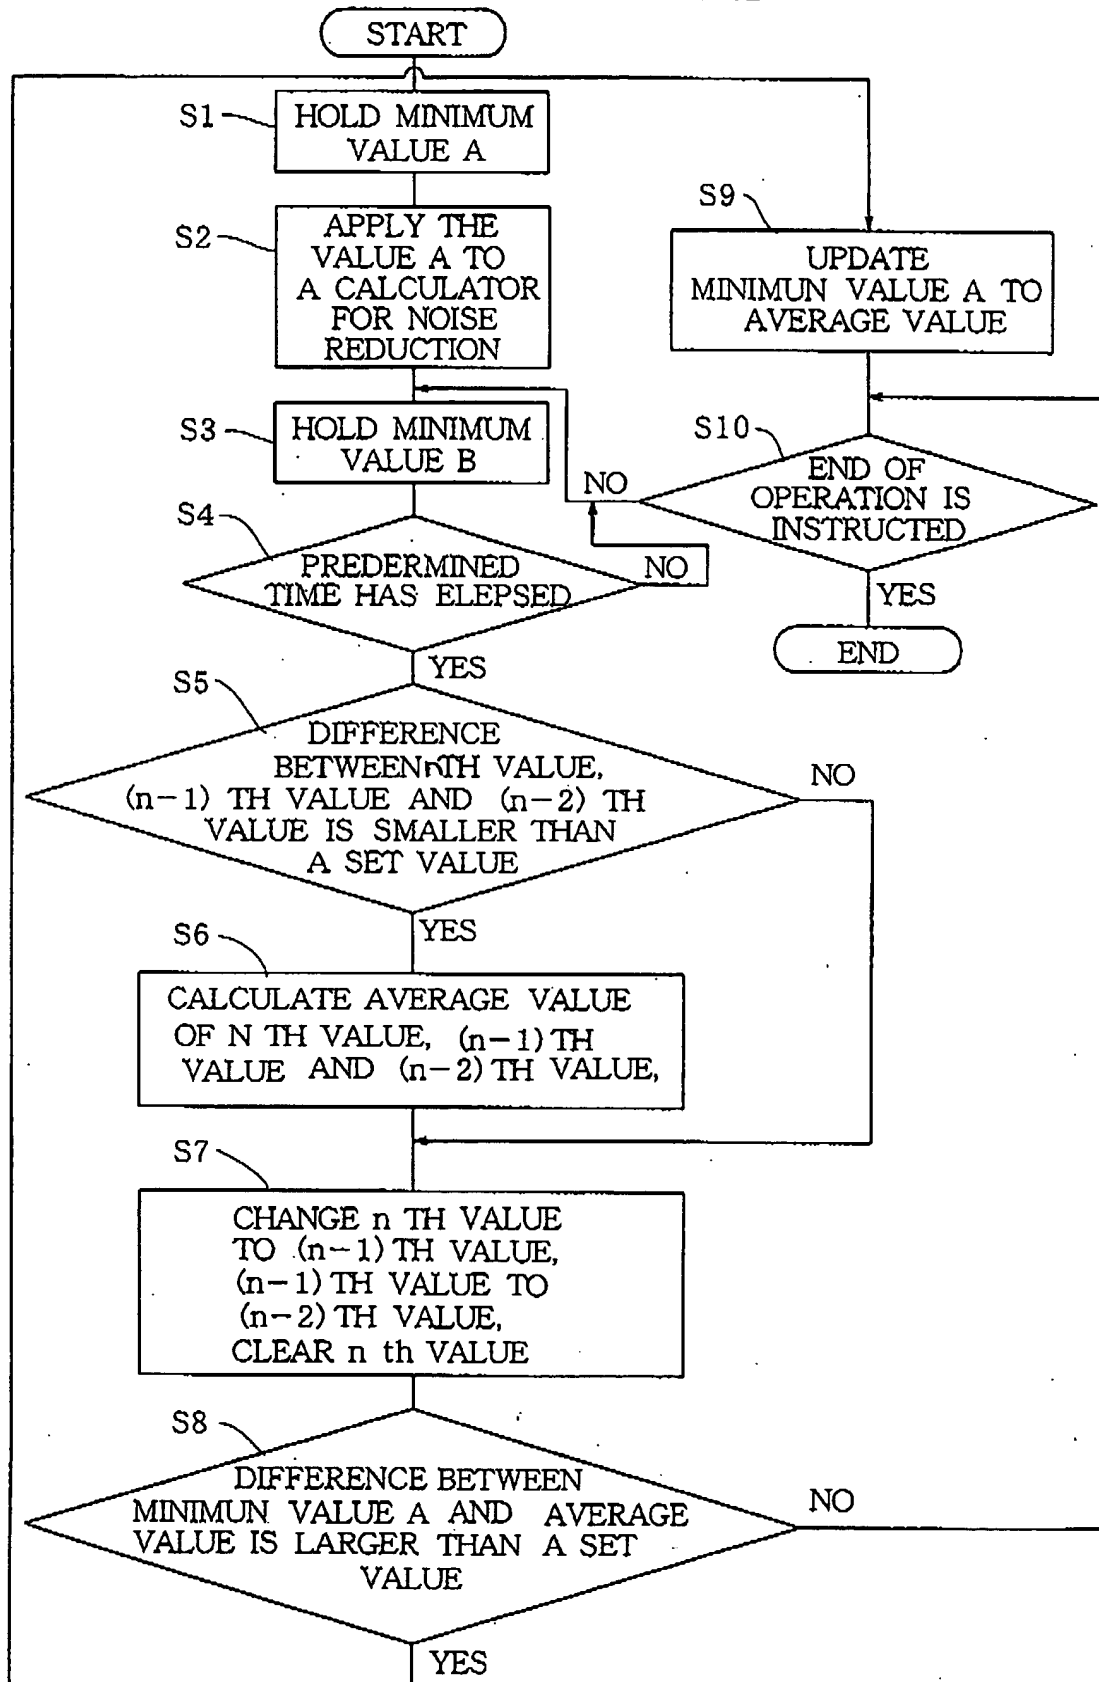 START
S1
HOLD MINIMUM
VALUE A
S2
APPLY THE
VALUE A TO
A CALCULATOR
FOR NOISE
REDUCTION
S3
HOLD MINIMUM
VALUE B
S4
PREDERMINED
TIME HAS ELEPSED
NO
YES
S5
DIFFERENCE
BETWEEN nTH VALUE,
(n-1) TH VALUE AND (n-2) TH
VALUE IS SMALLER THAN
A SET VALUE
NO
YES
S6
CALCULATE AVERAGE VALUE
OF N TH VALUE, (n-1) TH
VALUE AND (n-2) TH VALUE,
S7
CHANGE n TH VALUE
TO (n-1) TH VALUE,
(n-1) TH VALUE TO
(n-2) TH VALUE,
CLEAR n th VALUE
S8
DIFFERENCE BETWEEN
MINIMUN VALUE A AND AVERAGE
VALUE IS LARGER THAN A SET
VALUE
NO
YES
S9
UPDATE
MINIMUN VALUE A TO
AVERAGE VALUE
S10
END OF
OPERATION IS
INSTRUCTED
NO
YES
END